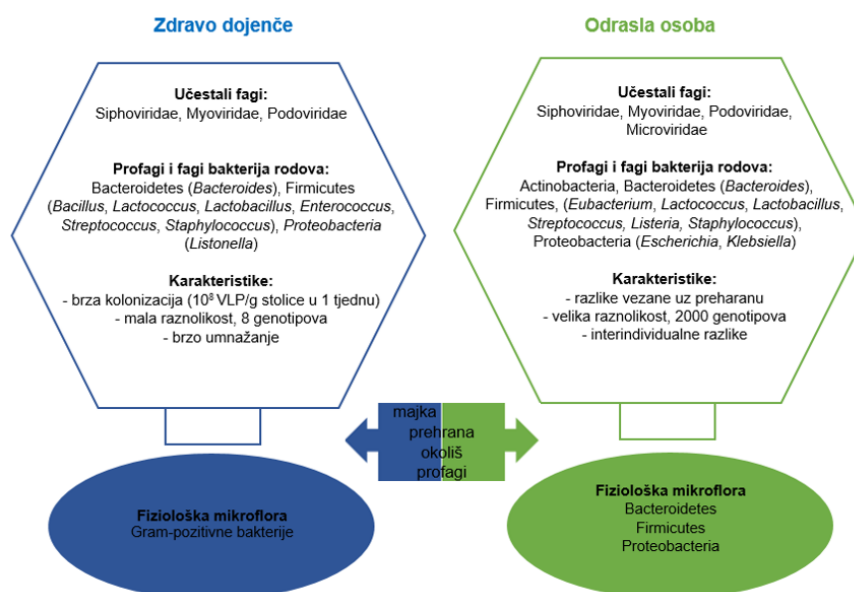 Zdravo dojenče
Učestali fagi:
Siphoviridae, Myoviridae, Podoviridae
Profagi i fagi bakterija rodova:
Bacteroidetes (Bacteroides), Firmicutes
(Bacillus, Lactococcus, Lactobacillus, Enterococcus,
Streptococcus, Staphylococcus), Proteobacteria
(Listonella)
Karakteristike:
- brza kolonizacija (10⁸ VLP/g stolice u 1 tjednu)
- mala raznolikost, 8 genotipova
- brzo umnažanje
Odrasla osoba
Učestali fagi:
Siphoviridae, Myoviridae, Podoviridae,
Microviridae
Profagi i fagi bakterija rodova:
Actinobacteria, Bacteroidetes (Bacteroides),
Firmicutes, (Eubacterium, Lactococcus, Lactobacillus,
Streptococcus, Listeria, Staphylococcus),
Proteobacteria (Escherichia, Klebsiella)
Karakteristike:
- razlike vezane uz preharanu
- velika raznolikost, 2000 genotipova
- interindividualne razlike
majka
prehrana
okoliš
profagi
Fiziološka mikroflora
Gram-pozitivne bakterije
Fiziološka mikroflora
Bacteroidetes
Firmicutes
Proteobacteria